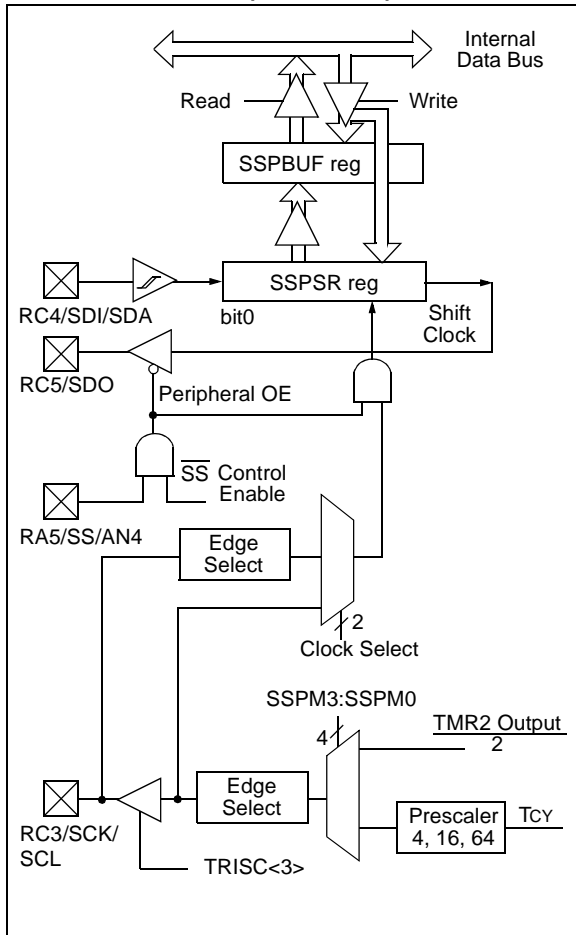 Internal
Data Bus
Read
Write
SSPBUF reg
SSPSR reg
RC4/SDI/SDA
bit0
Shift
Clock
RC5/SDO
Peripheral OE
SS Control
Enable
RA5/SS/AN4
Edge
Select
2
Clock Select
SSPM3:SSPM0
TMR2 Output
2
4
Edge
Select
Prescaler
4, 16, 64
TCY
RC3/SCK/
SCL
TRISC<3>